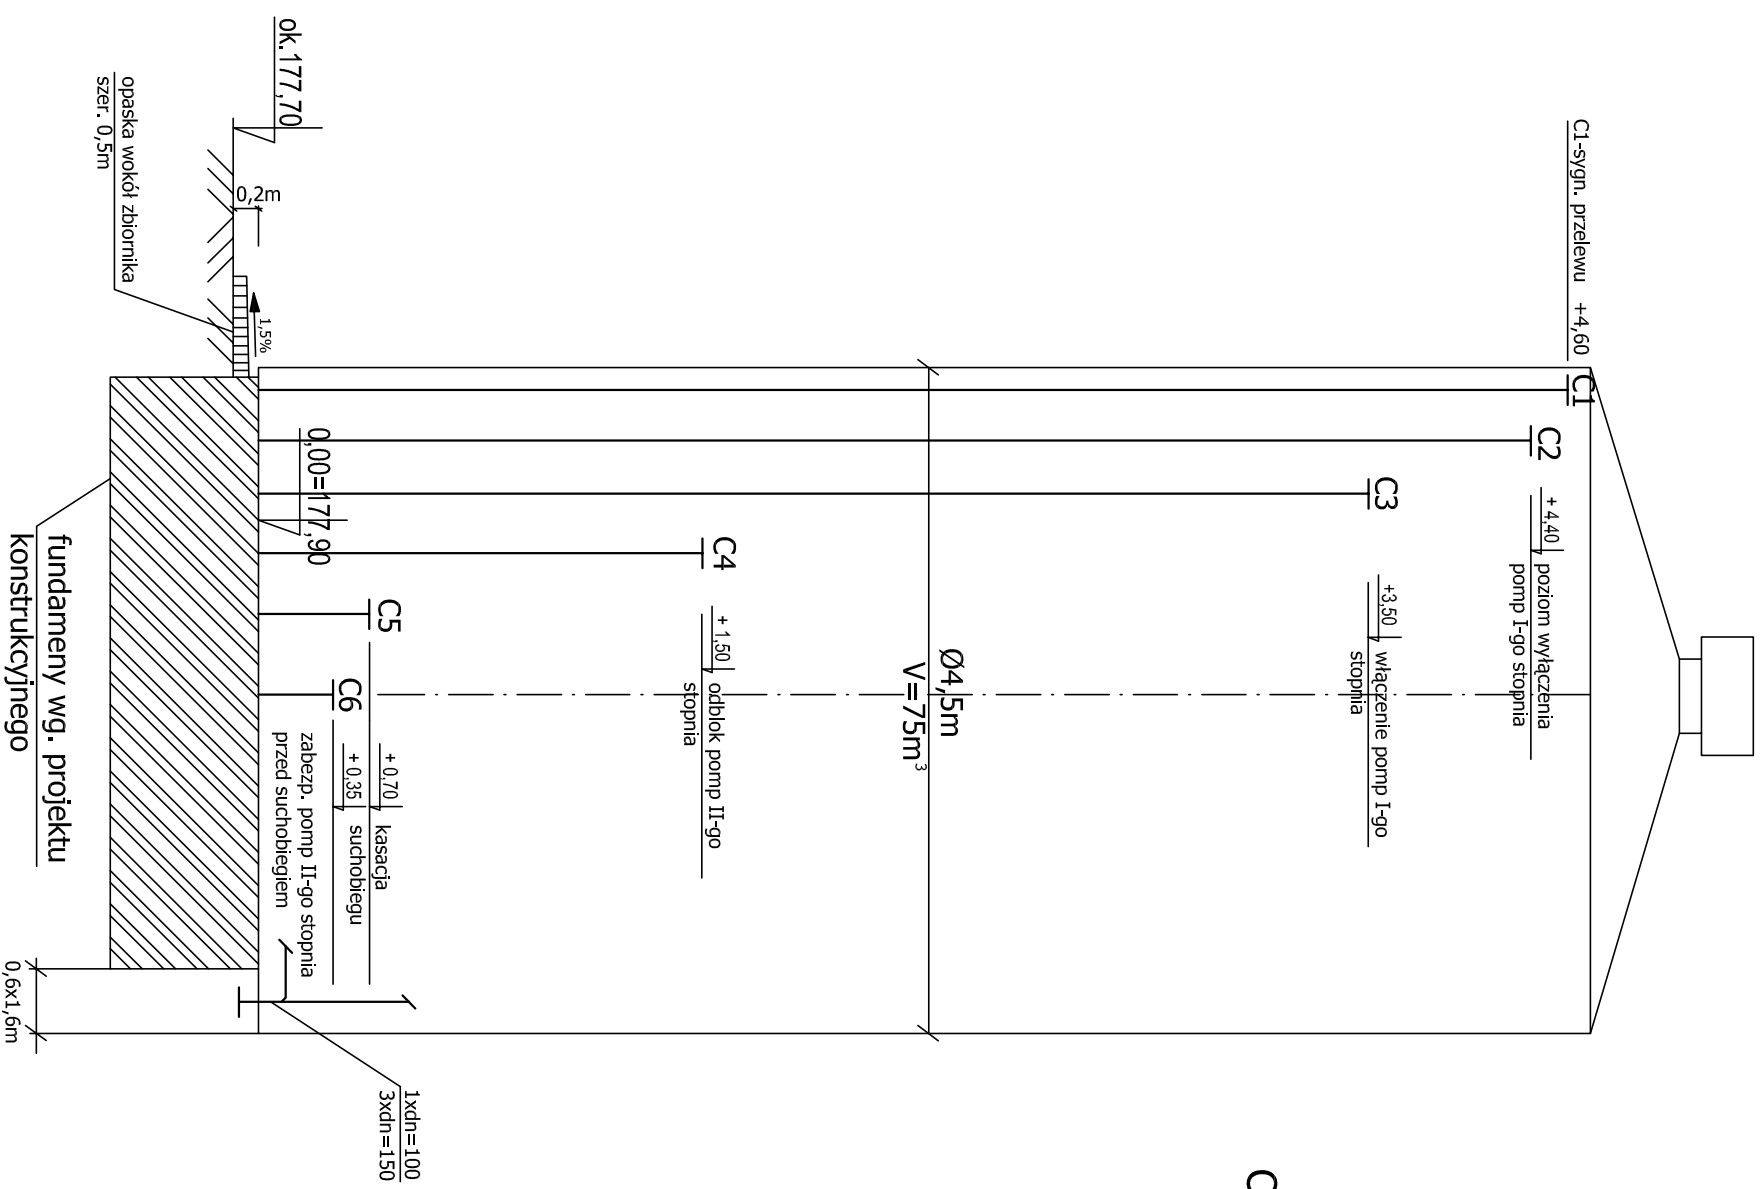 C1-sygn. przelewu +4,60
C1
C2
+ 4,40
poziom wyłączenia
pomp I-go stopnia
C3
+3,50
włączenie pomp I-go
stopnia
Ø4,5m
V=75m³
C4
+ 1,50
odblok pomp II-go
stopnia
C5
+ 0,70
kasacja
suchobiegu
C6
+ 0,35
zabezp. pomp II-go stopnia
przed suchobiegiem
0,00=177,90
ok.177,70
0,2m
1,5%
opaska wokół zbiornika
szer. 0,5m
fundameny wg. projektu
konstrukcyjnego
0,6x1,6m
1xdn=100
3xdn=150
C